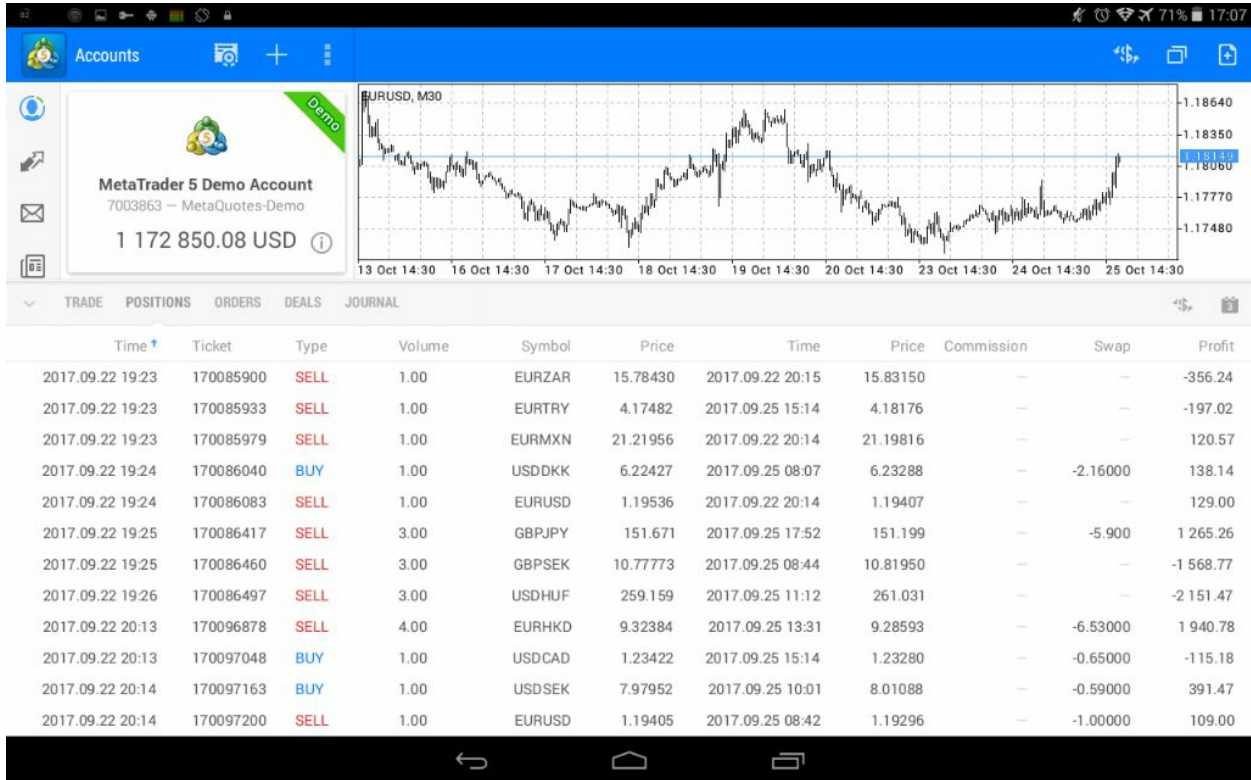 71% 17:07
Accounts
Demo
MetaTrader 5 Demo Account
7003863 — MetaQuotes-Demo
1 172 850.08 USD
EURUSD, M30
1.18640
1.18350
1.18149
1.18060
1.17770
1.17480
13 Oct 14:30 16 Oct 14:30 17 Oct 14:30 18 Oct 14:30 19 Oct 14:30 20 Oct 14:30 23 Oct 14:30 24 Oct 14:30 25 Oct 14:30
TRADE POSITIONS ORDERS DEALS JOURNAL
Time Ticket Type Volume Symbol Price Time Price Commission Swap Profit
2017.09.22 19:23 170085900 SELL 1.00 EURZAR 15.78430 2017.09.22 20:15 15.83150 — — -356.24
2017.09.22 19:23 170085933 SELL 1.00 EURTRY 4.17482 2017.09.25 15:14 4.18176 — — -197.02
2017.09.22 19:23 170085979 SELL 1.00 EURMXN 21.21956 2017.09.22 20:14 21.19816 — — 120.57
2017.09.22 19:24 170086040 BUY 1.00 USDDKK 6.22427 2017.09.25 08:07 6.23288 — -2.16000 138.14
2017.09.22 19:24 170086083 SELL 1.00 EURUSD 1.19536 2017.09.22 20:14 1.19407 — — 129.00
2017.09.22 19:25 170086417 SELL 3.00 GBPJPY 151.671 2017.09.25 17:52 151.199 — -5.900 1 265.26
2017.09.22 19:25 170086460 SELL 3.00 GBPSEK 10.77773 2017.09.25 08:44 10.81950 — — -1 568.77
2017.09.22 19:26 170086497 SELL 3.00 USDHUF 259.159 2017.09.25 11:12 261.031 — — -2 151.47
2017.09.22 20:13 170096878 SELL 4.00 EURHKD 9.32384 2017.09.25 13:31 9.28593 — -6.53000 1 940.78
2017.09.22 20:13 170097048 BUY 1.00 USDCAD 1.23422 2017.09.25 15:14 1.23280 — -0.65000 -115.18
2017.09.22 20:14 170097163 BUY 1.00 USDSEK 7.97952 2017.09.25 10:01 8.01088 — -0.59000 391.47
2017.09.22 20:14 170097200 SELL 1.00 EURUSD 1.19405 2017.09.25 08:42 1.19296 — -1.00000 109.00